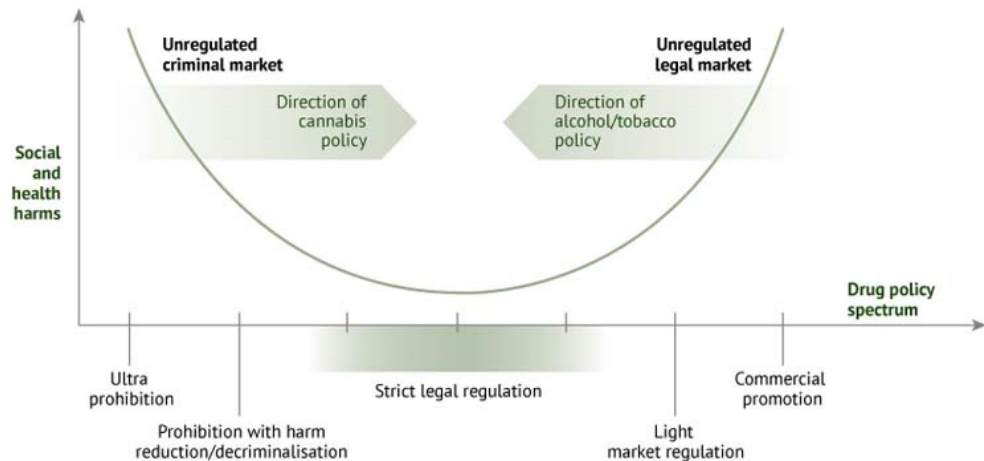 Unregulated
criminal market
Unregulated
legal market
Direction of
cannabis
policy
Direction of
alcohol/tobacco
policy
Social
and
health
harms
Drug policy
spectrum
Ultra
prohibition
Prohibition with harm
reduction/decriminalisation
Strict legal regulation
Light
market regulation
Commercial
promotion